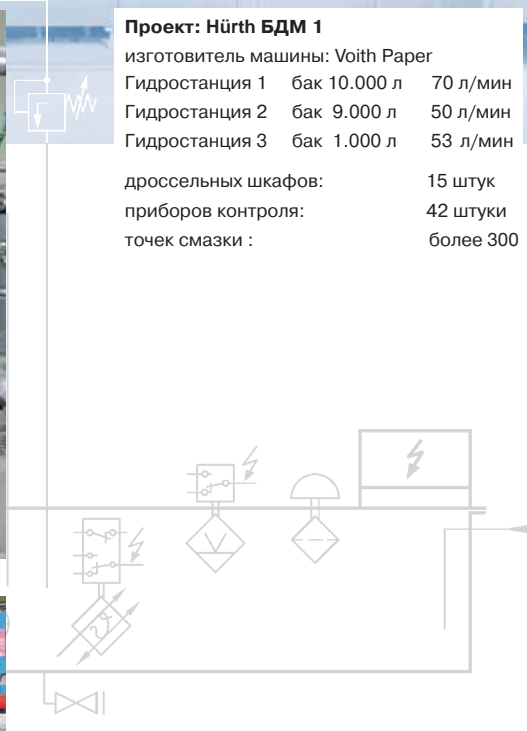 Проект: Hürth БДМ 1
изготовитель машины: Voith Paper
Гидростанция 1 бак 10.000 л 70 л/мин
Гидростанция 2 бак 9.000 л 50 л/мин
Гидростанция 3 бак 1.000 л 53 л/мин
дроссельных шкафов: 15 штук
приборов контроля: 42 штуки
точек смазки : более 300